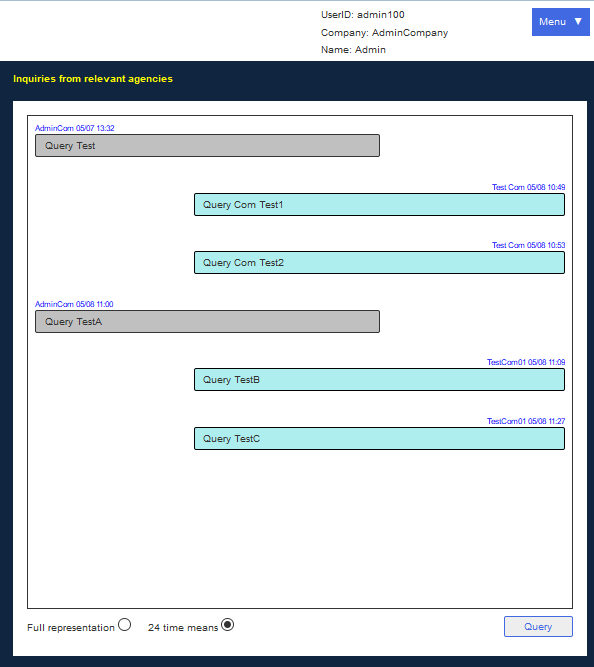 UserID: admin100
Company: AdminCompany
Name: Admin
Menu ▼
Inquiries from relevant agencies
AdminCom 05/07 13:32
Query Test
Test Com 05/08 10:49
Query Com Test1
Test Com 05/08 10:53
Query Com Test2
AdminCom 05/08 11:00
Query TestA
TestCom01 05/08 11:09
Query TestB
TestCom01 05/08 11:27
Query TestC
Full representation
24 time means
Query